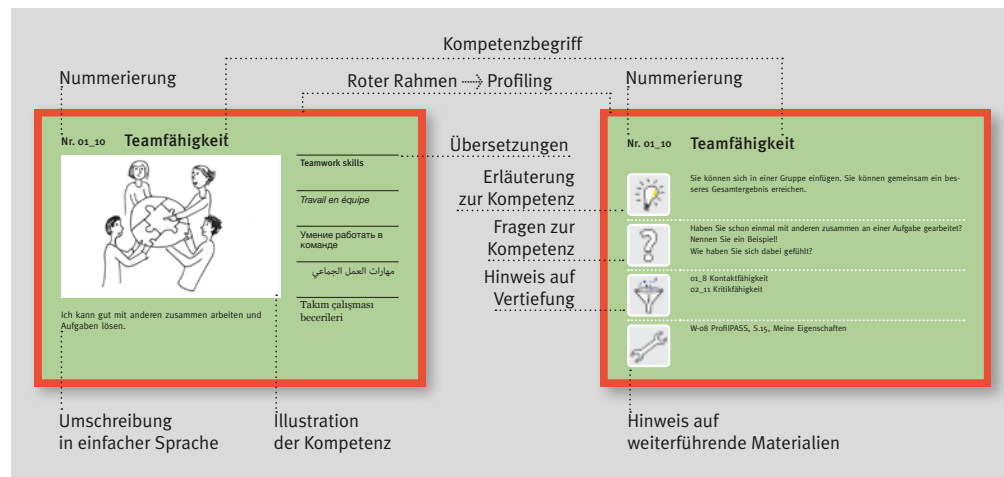 Kompetenzbegriff
Nummerierung
Roter Rahmen ····> Profiling
Nummerierung
Nr. 01_10 Teamfähigkeit
Teamwork skills
Travail en équipe
Умение работать в
команде
مهارات العمل الجماعي
Takım çalışması
becerileri
Ich kann gut mit anderen zusammen arbeiten und
Aufgaben lösen.
Übersetzungen
Erläuterung
zur Kompetenz
Fragen zur
Kompetenz
Hinweis auf
Vertiefung
Nr. 01_10 Teamfähigkeit
Sie können sich in einer Gruppe einfügen. Sie können gemeinsam ein bes-
seres Gesamtergebnis erreichen.
Haben Sie schon einmal mit anderen zusammen an einer Aufgabe gearbeitet?
Nennen Sie ein Beispiel!
Wie haben Sie sich dabei gefühlt?
01_8 Kontaktfähigkeit
02_11 Kritikfähigkeit
W-08 ProfilPASS, S.15, Meine Eigenschaften
Umschreibung
in einfacher Sprache
Illustration
der Kompetenz
Hinweis auf
weiterführende Materialien